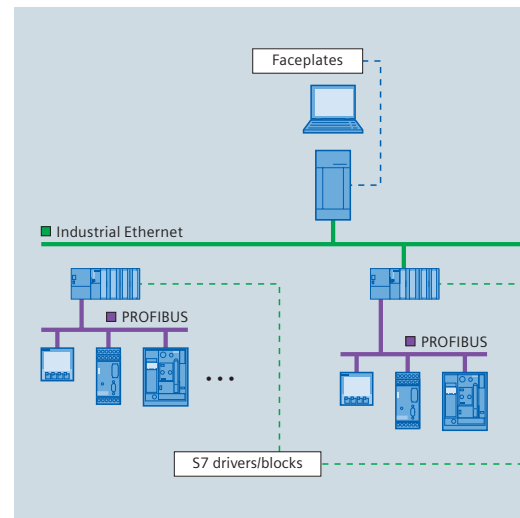 Faceplates
Industrial Ethernet
PROFIBUS
PROFIBUS
...
S7 drivers/blocks